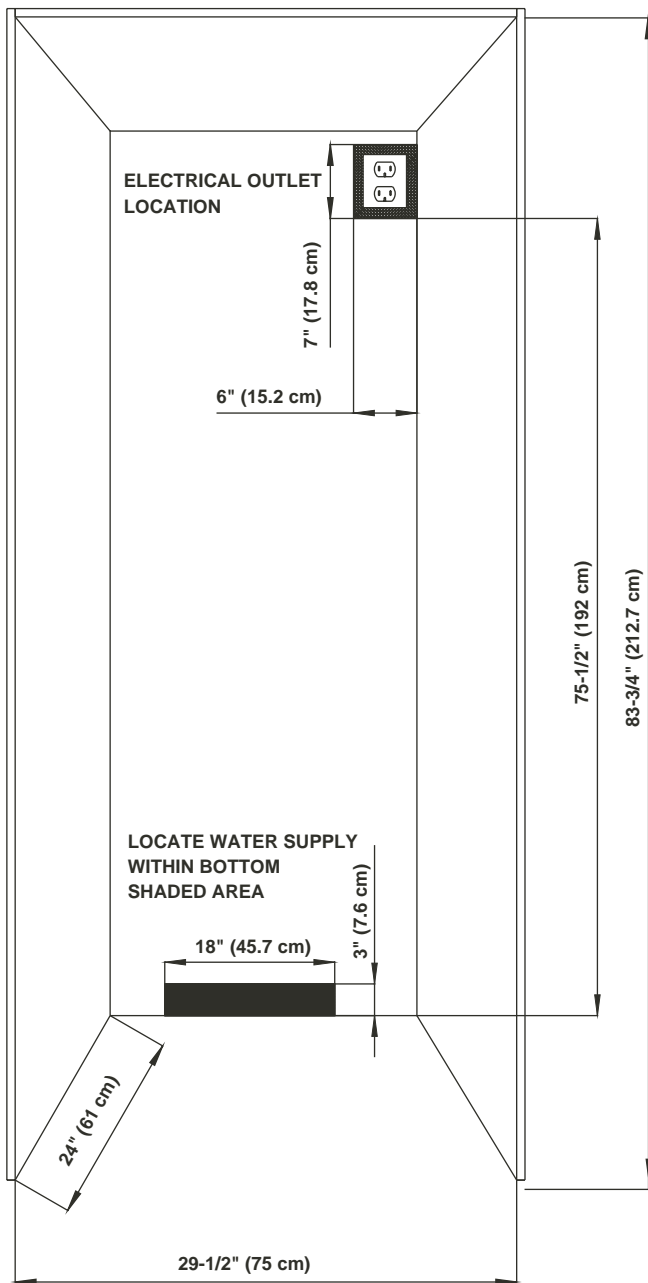 ELECTRICAL OUTLET
LOCATION
7" (17.8 cm)
6" (15.2 cm)
75-1/2" (192 cm)
83-3/4" (212.7 cm)
LOCATE WATER SUPPLY
WITHIN BOTTOM
SHADED AREA
18" (45.7 cm)
3" (7.6 cm)
24" (61 cm)
29-1/2" (75 cm)